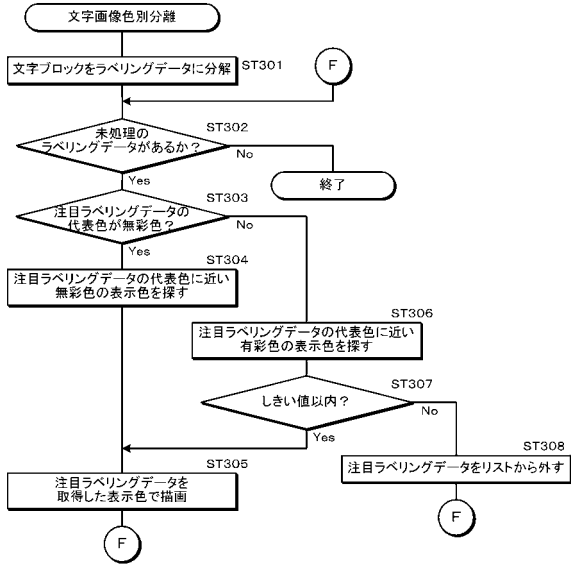 文字画像色別分離
文字ブロックをラベリングデータに分解
ST301
F
未処理の
ラベリングデータがあるか?
ST302
No
Yes
終了
注目ラベリングデータの
代表色が無彩色?
ST303
No
Yes
ST304
注目ラベリングデータの代表色に近い
無彩色の表示色を探す
ST306
注目ラベリングデータの代表色に近い
有彩色の表示色を探す
しきい値以内?
ST307
No
Yes
ST308
注目ラベリングデータをリストから外す
ST305
注目ラベリングデータを
取得した表示色で描画
F
F